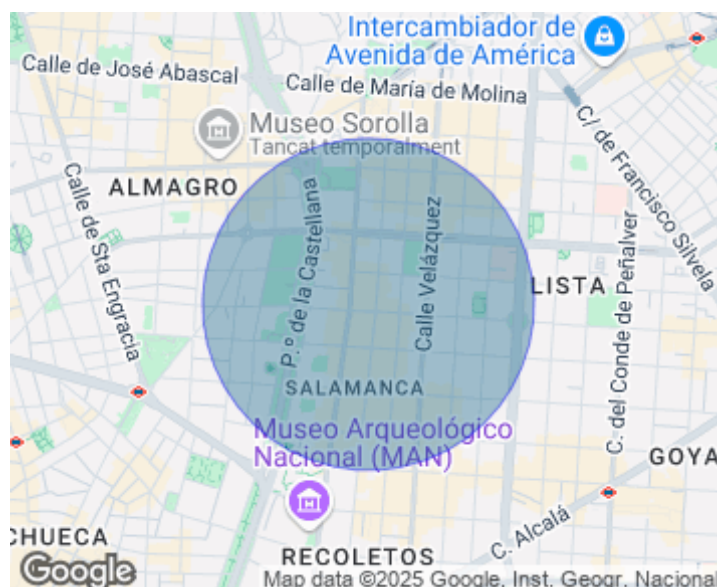 Intercambiador de
Avenida de América
Calle de José Abascal
Calle de María de Molina
C/ de Francisco Silvela
Museo Sorolla
Tancat temporalment
ALMAGRO
Calle de Sta Engracia
P.º de la Castellana
Calle Velázquez
C. del Conde de Peñalver
LISTA
SALAMANCA
Museo Arqueológico
Nacional (MAN)
GOYA
C. Alcalá
CHUECA
RECOLETOS
Google
Map data ©2025 Google, Inst. Geogr. Nacional